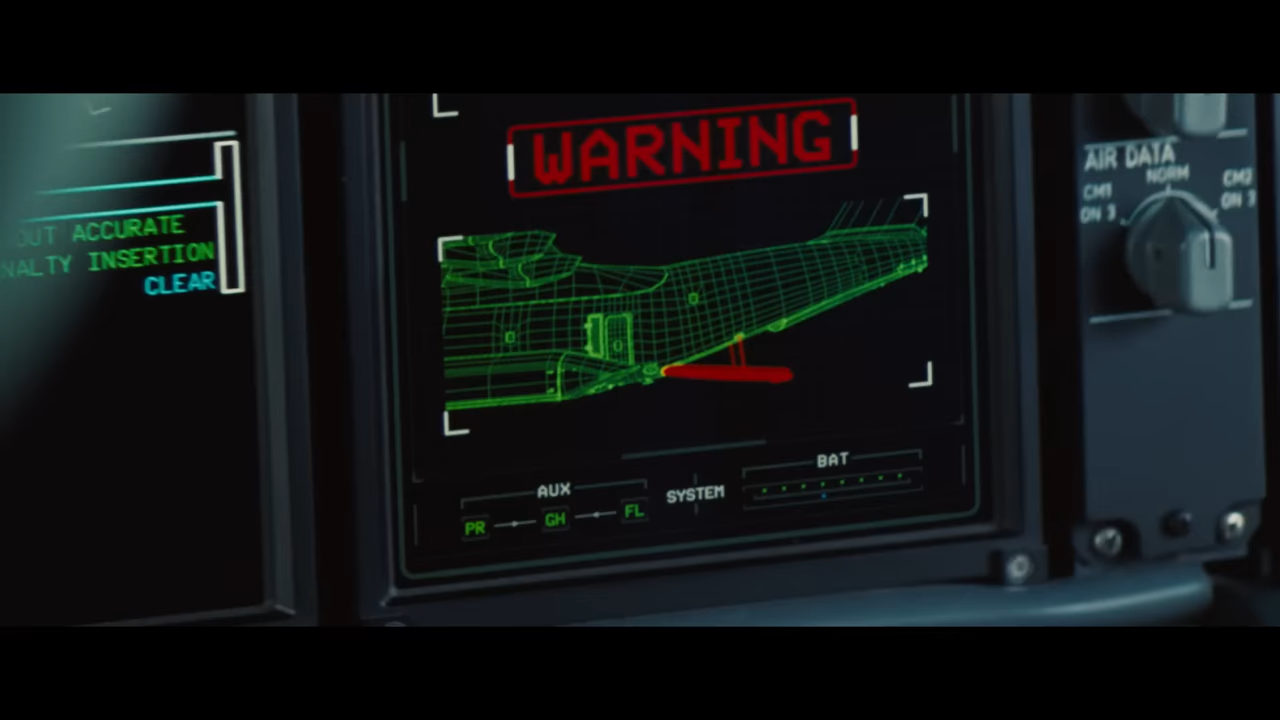 WARNING
OUT ACCURATE
NALTY INSERTION
CLEAR
AIR DATA
NORM
CM1
ON 3
ON 3
AUX
PR
GH
FL
SYSTEM
BAT